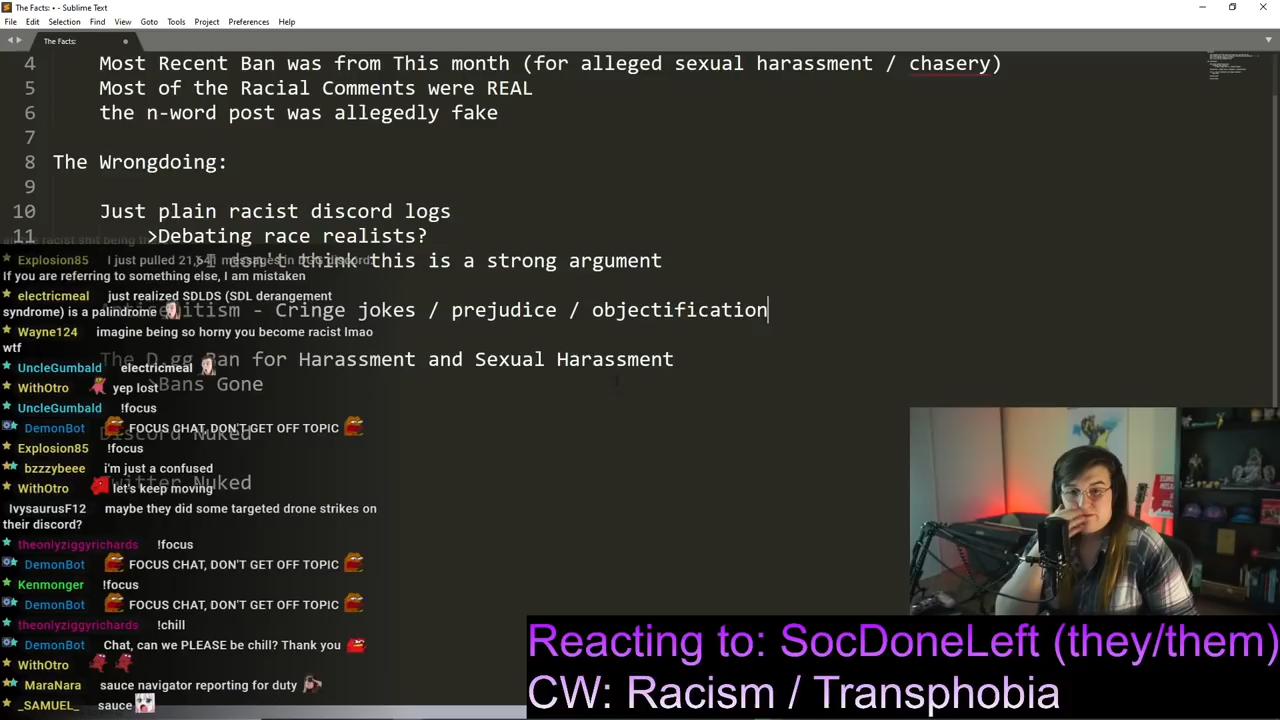 The Facts: • - Sublime Text
File Edit Selection Find View Goto Tools Project Preferences Help
The Facts:
4 Most Recent Ban was from This month (for alleged sexual harassment / chasery)
5 Most of the Racial Comments were REAL
6 the n-word post was allegedly fake
7
8 The Wrongdoing:
9
10 Just plain racist discord logs
11 >Debating race realists?
>I don't think this is a strong argument
Cringe jokes / prejudice / objectification
The D.gg Ban for Harassment and Sexual Harassment
>Bans Gone
Discord Nuked
Twitter Nuked
Explosion85 I just pulled messages in DGG discord
If you are referring to something else, I am mistaken
electricmeal just realized SDLDS (SDL derangement
syndrome) is a palindrome
Wayne124 imagine being so horny you become racist lmao
wtf
UncleGumbald electricmeal
WithOtro yep lost
UncleGumbald !focus
DemonBot FOCUS CHAT, DON'T GET OFF TOPIC
Explosion85 !focus
bzzzybeee i'm just a confused
WithOtro let's keep moving
IvysaurusF12 maybe they did some targeted drone strikes on
their discord?
theonlyziggyrichards !focus
DemonBot FOCUS CHAT, DON'T GET OFF TOPIC
Kenmonger !focus
DemonBot FOCUS CHAT, DON'T GET OFF TOPIC
theonlyziggyrichards !chill
DemonBot Chat, can we PLEASE be chill? Thank you
WithOtro
MaraNara sauce navigator reporting for duty
_SAMUEL_ sauce
Reacting to: SocDoneLeft (they/them)
CW: Racism / Transphobia